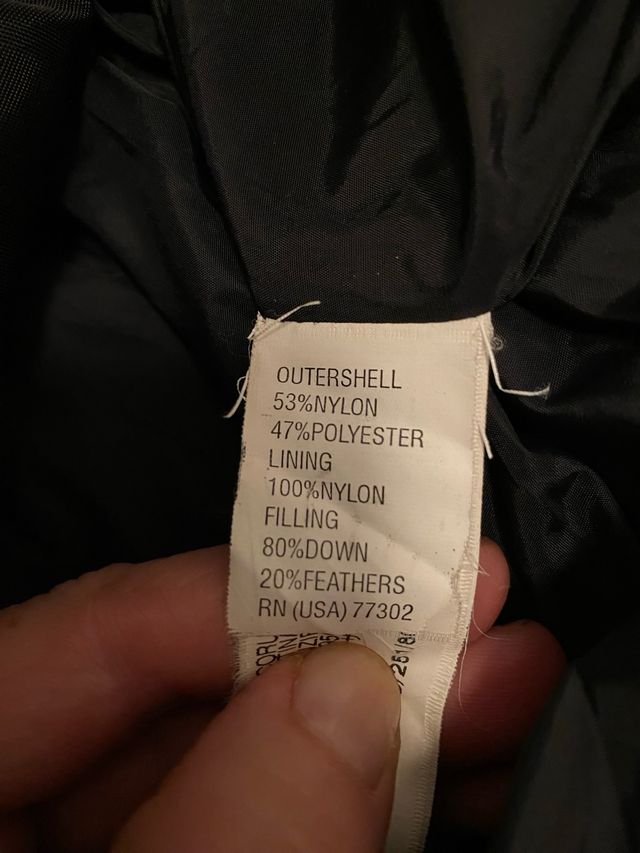 OUTERSHELL
53%NYLON
47%POLYESTER
LINING
100%NYLON
FILLING
80%DOWN
20%FEATHERS
RN (USA) 77302